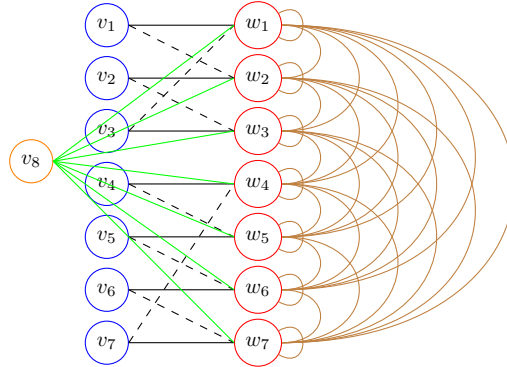 v₁ w₁
v₂ w₂
v₃ w₃
v₈
v₄ w₄
v₅ w₅
v₆ w₆
v₇ w₇